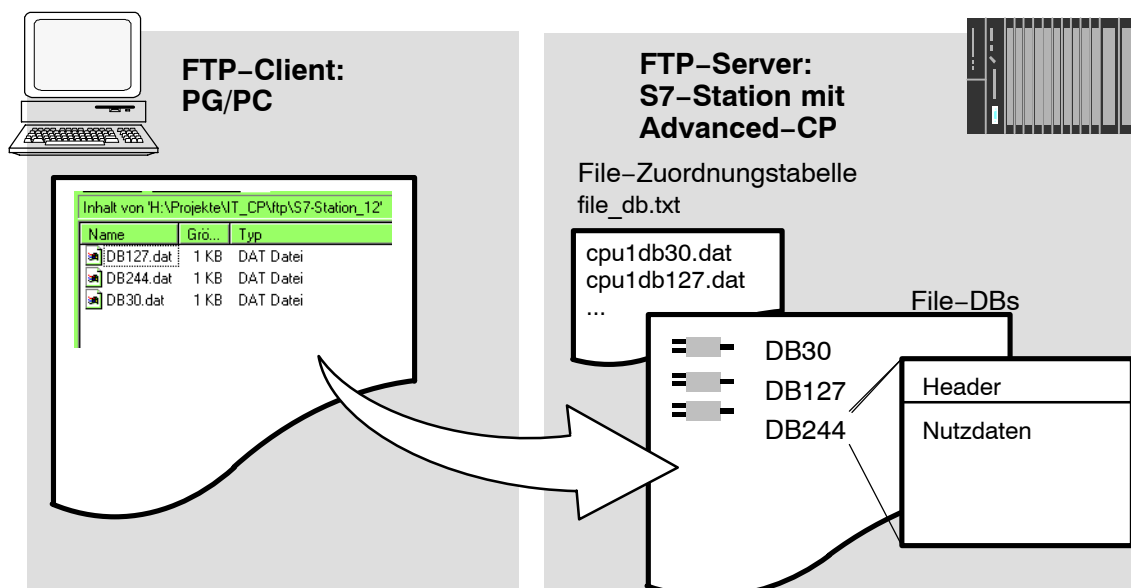 FTP–Client:
PG/PC
Inhalt von 'H:\Projekte\IT_CP\ftp\S7-Station_12'
Name Grö... Typ
DB127.dat 1 KB DAT Datei
DB244.dat 1 KB DAT Datei
DB30.dat 1 KB DAT Datei
FTP–Server:
S7–Station mit
Advanced–CP
File–Zuordnungstabelle
file_db.txt
cpu1db30.dat
cpu1db127.dat
...
File–DBs
DB30
DB127
DB244
Header
Nutzdaten